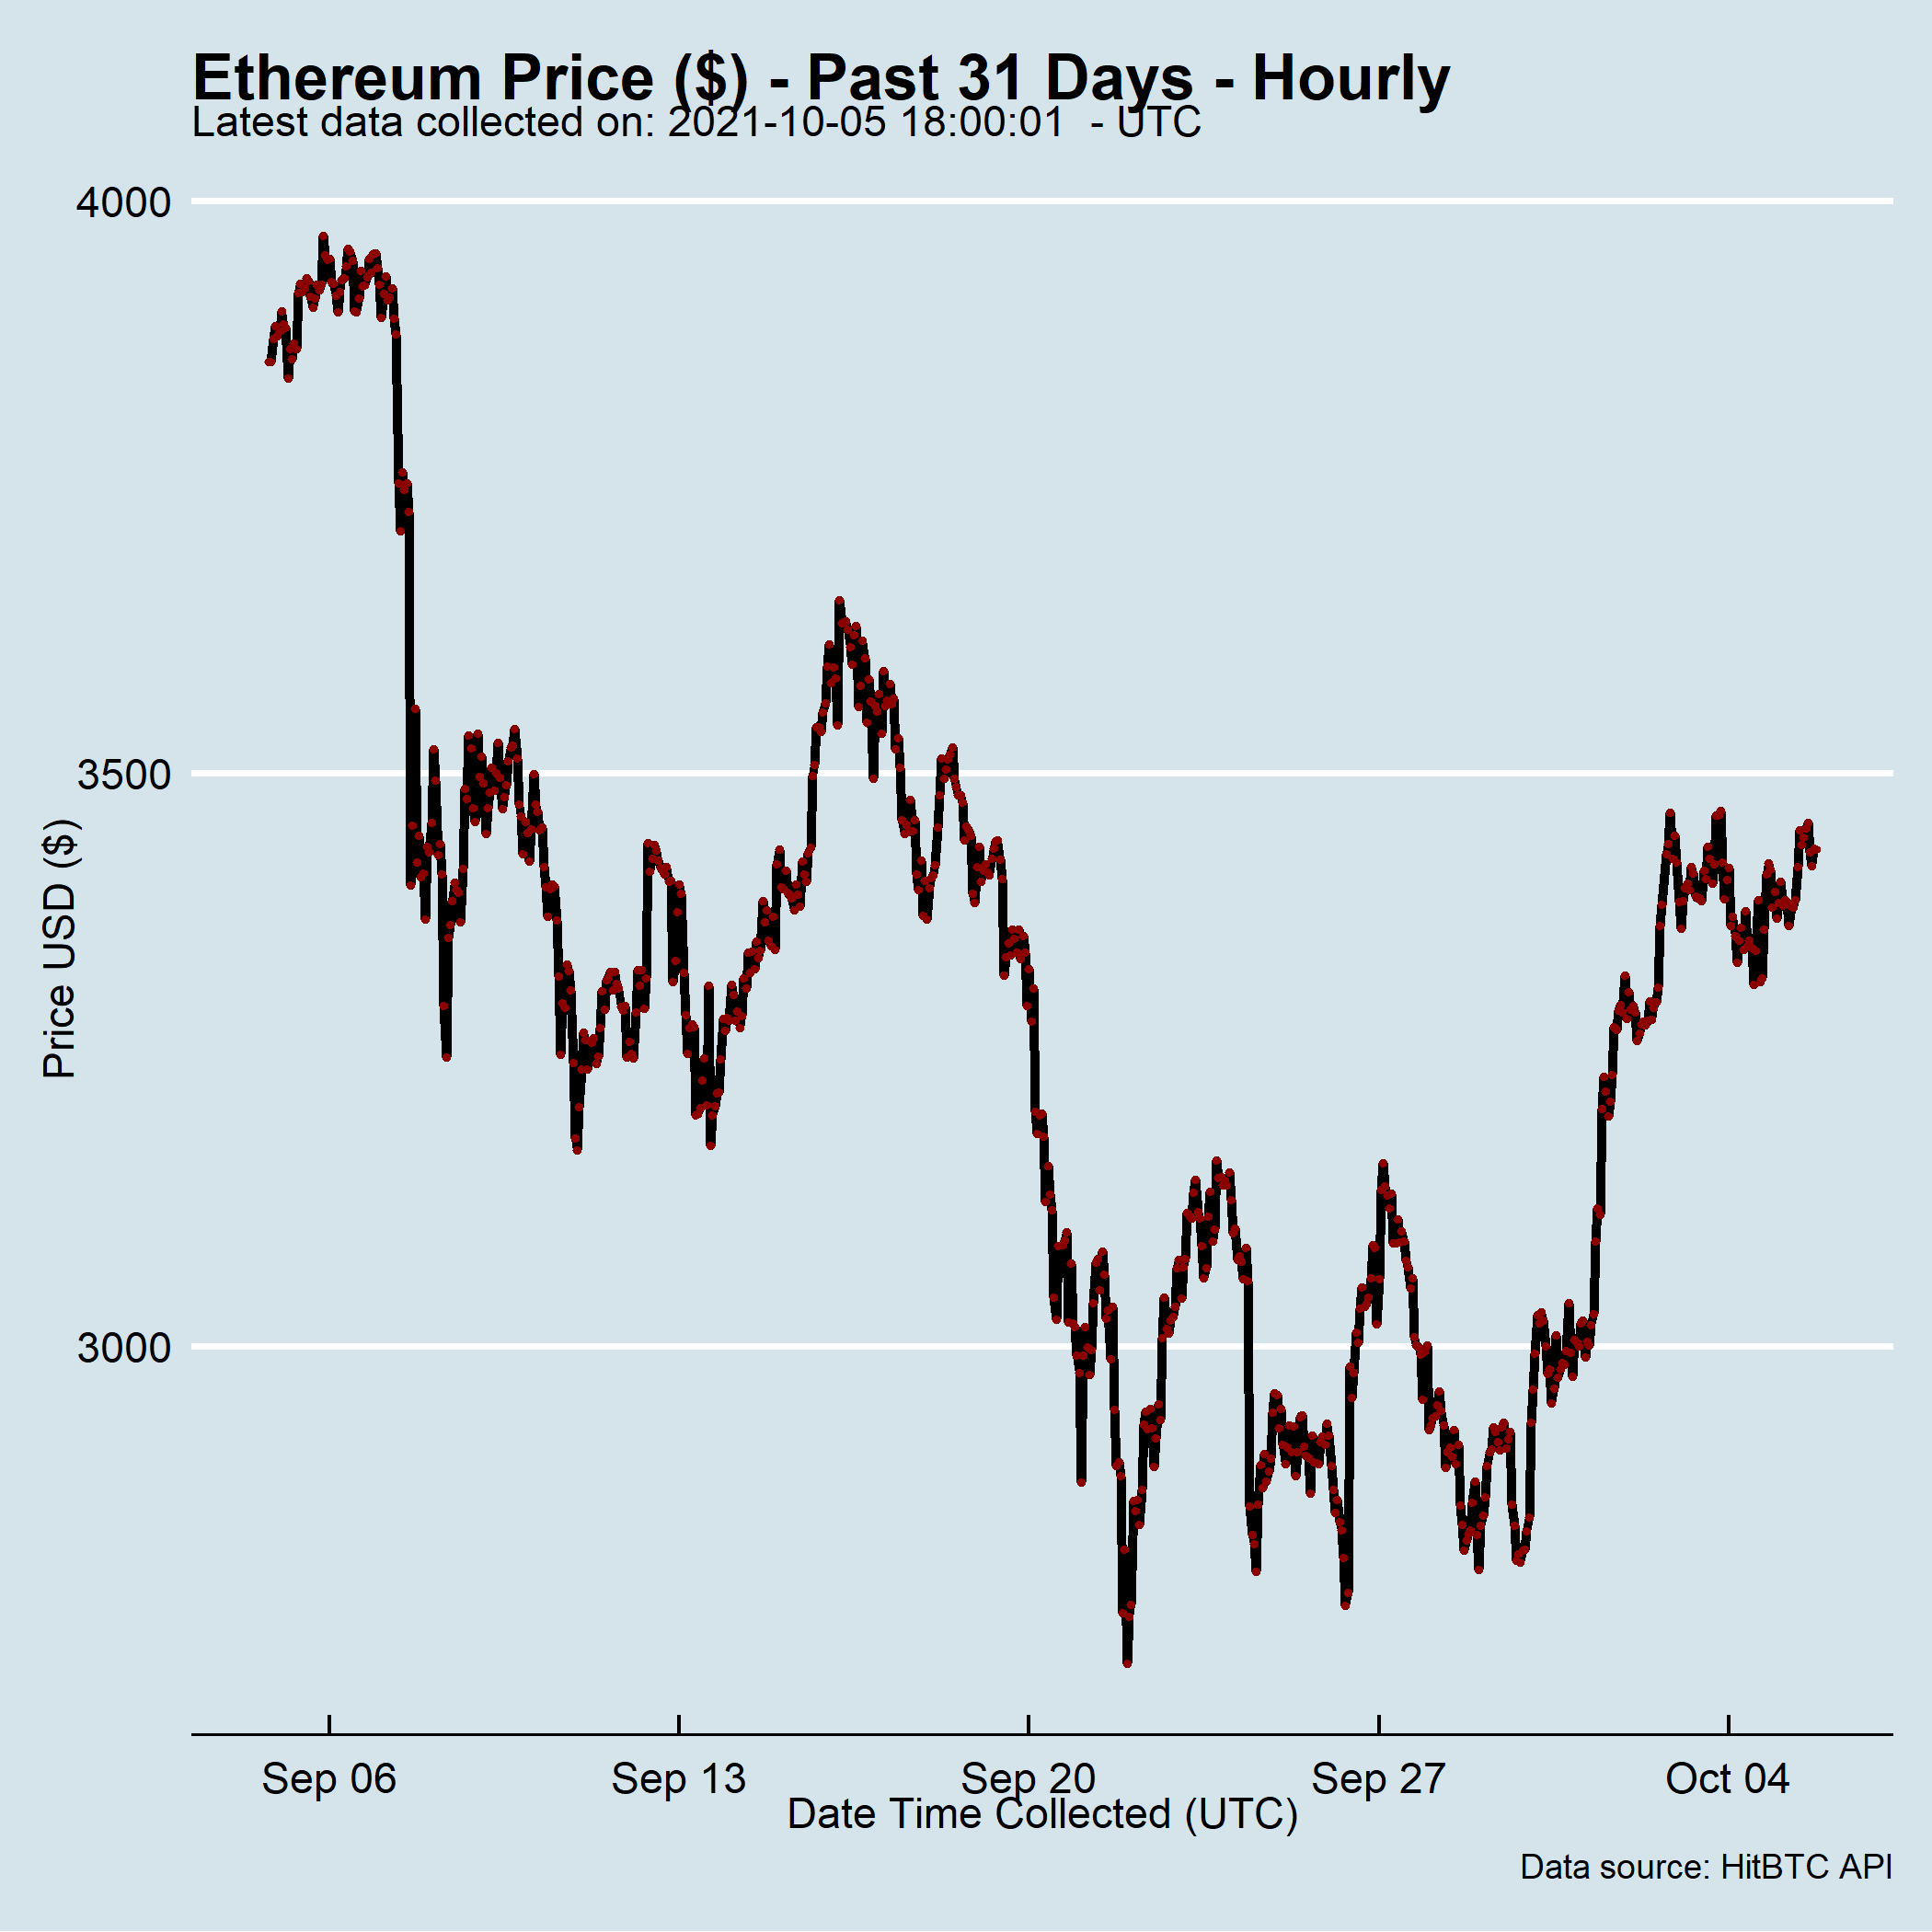 Ethereum Price ($) - Past 31 Days - Hourly
Latest data collected on: 2021-10-05 18:00:01  - UTC
4000
3500
3000
Price USD ($)
Sep 06
Sep 13
Sep 20
Sep 27
Oct 04
Date Time Collected (UTC)
Data source: HitBTC API